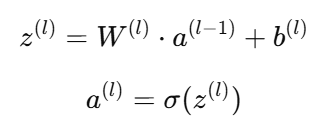 z^{(l)} = W^{(l)} · a^{(l−1)} + b^{(l)}
a^{(l)} = σ(z^{(l)})